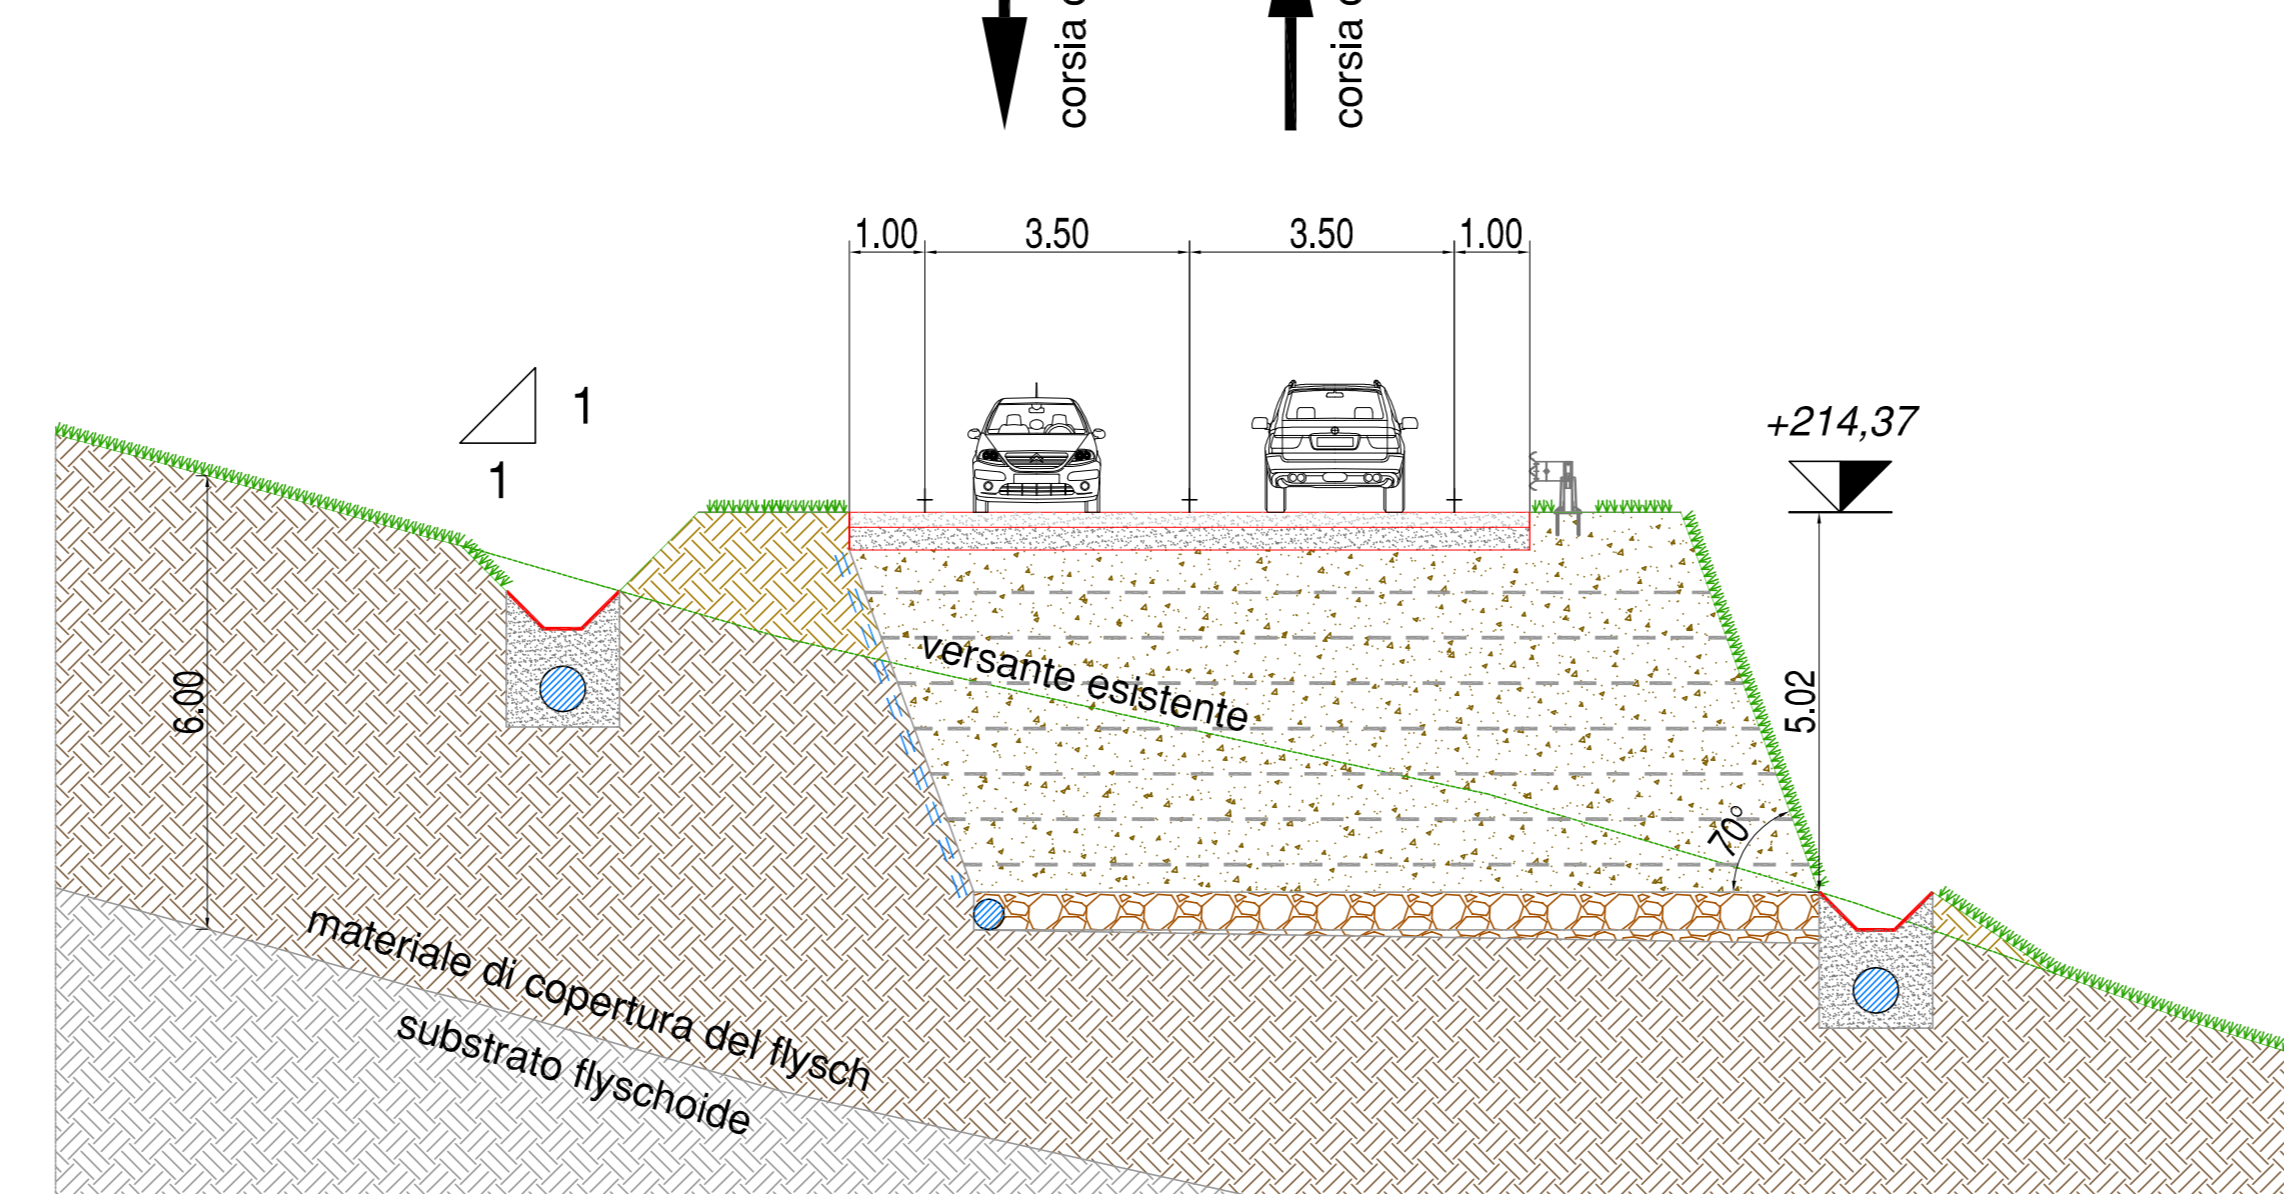 corsia
corsia
1.00 3.50 3.50 1.00
1
1
+214,37
6.00
versante esistente
5.02
70°
materiale di copertura del flysch
substrato flyschoide